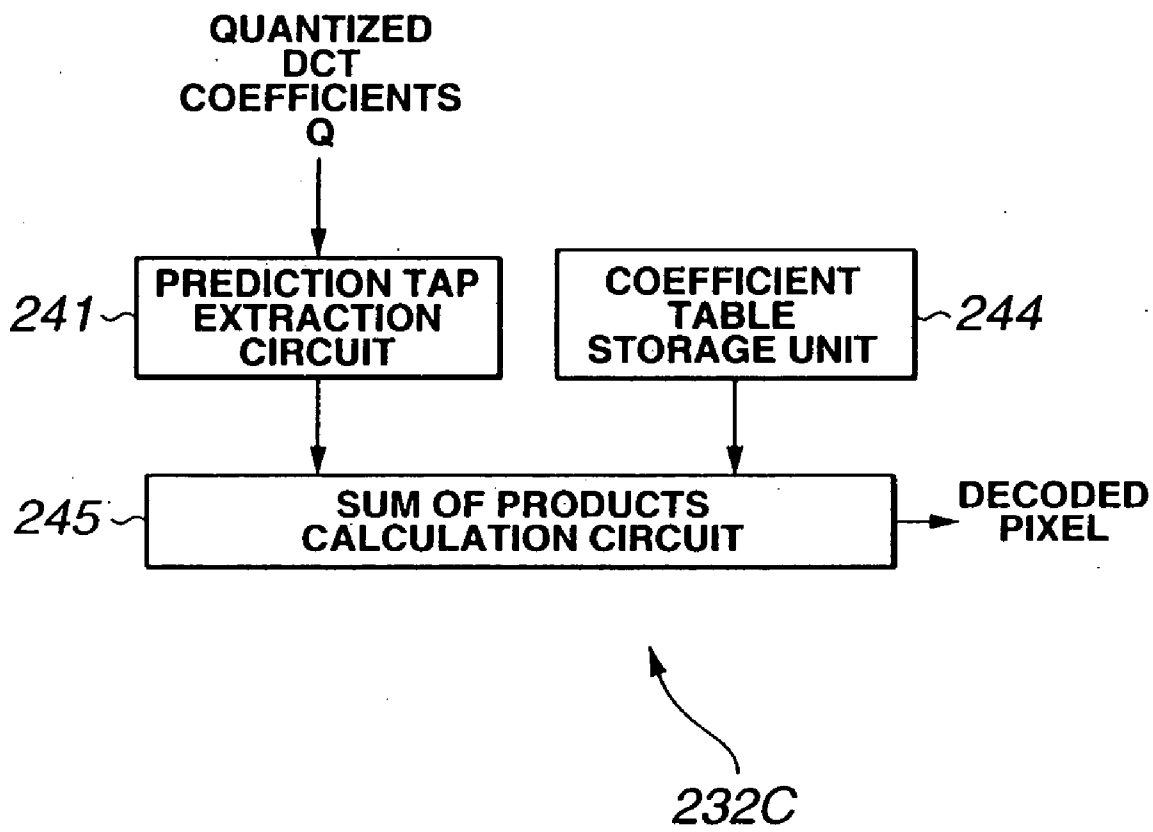 QUANTIZED
DCT
COEFFICIENTS
Q
241
PREDICTION TAP
EXTRACTION
CIRCUIT
COEFFICIENT
TABLE
STORAGE UNIT
244
245
SUM OF PRODUCTS
CALCULATION CIRCUIT
DECODED
PIXEL
232C